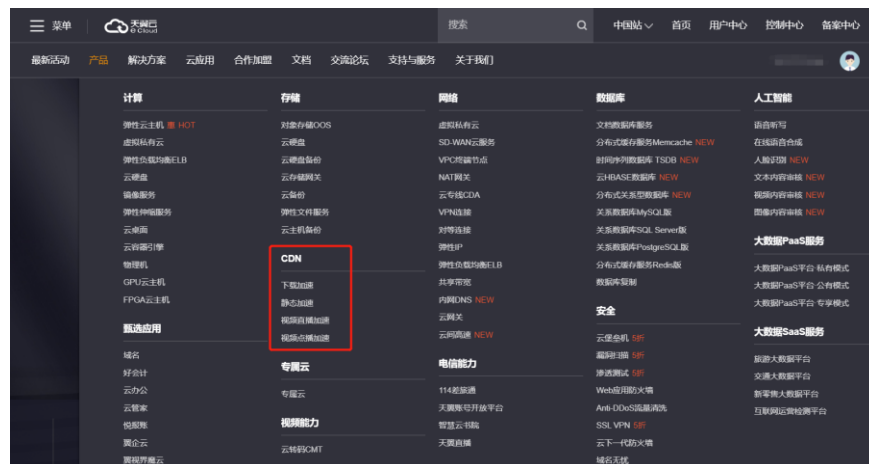 菜单
天翼云
e Cloud
搜索
中国站
首页
用户中心
控制中心
备案中心
最新活动
产品
解决方案
云应用
合作加盟
文档
交流论坛
支持与服务
关于我们
计算
弹性云主机 惠 HOT
虚拟私有云
弹性负载均衡ELB
云硬盘
镜像服务
弹性伸缩服务
云桌面
云容器引擎
物理机
GPU云主机
FPGA云主机
甄选应用
域名
好会计
云办公
云管家
悦报账
翼企云
翼视界魔云
存储
对象存储OOS
云硬盘
云硬盘备份
云存储网关
云备份
弹性文件服务
云主机备份
CDN
下载加速
静态加速
视频直播加速
视频点播加速
专属云
专属云
视频能力
云转码CMT
网络
虚拟私有云
SD-WAN云服务
VPC终端节点
NAT网关
云专线CDA
VPN连接
对等连接
弹性IP
弹性负载均衡ELB
共享带宽
内网DNS NEW
云网关
云间高速 NEW
电信能力
114差旅通
天翼账号开放平台
智慧云书院
天翼直播
数据库
文档数据库服务
分布式缓存服务Memcache NEW
时间序列数据库 TSDB NEW
云HBASE数据库 NEW
分布式关系型数据库 NEW
关系数据库MySQL版
关系数据库SQL Server版
关系数据库PostgreSQL版
分布式缓存服务Redis版
数据库复制
安全
云堡垒机 5折
漏洞扫描 5折
渗透测试 5折
Web应用防火墙
Anti-DDoS流量清洗
SSL VPN 5折
云下一代防火墙
域名无忧
人工智能
语音听写
在线语音合成
人脸识别 NEW
文本内容审核 NEW
视频内容审核 NEW
图像内容审核 NEW
大数据PaaS服务
大数据PaaS平台·私有模式
大数据PaaS平台·公有模式
大数据PaaS平台·专享模式
大数据SaaS服务
旅游大数据平台
交通大数据平台
新零售大数据平台
互联网运营检测平台